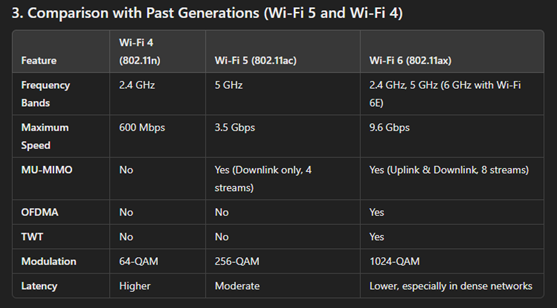 3. Comparison with Past Generations (Wi-Fi 5 and Wi-Fi 4)
Feature Wi-Fi 4 (802.11n) Wi-Fi 5 (802.11ac) Wi-Fi 6 (802.11ax)
Frequency Bands 2.4 GHz 5 GHz 2.4 GHz, 5 GHz (6 GHz with Wi-Fi 6E)
Maximum Speed 600 Mbps 3.5 Gbps 9.6 Gbps
MU-MIMO No Yes (Downlink only, 4 streams) Yes (Uplink & Downlink, 8 streams)
OFDMA No No Yes
TWT No No Yes
Modulation 64-QAM 256-QAM 1024-QAM
Latency Higher Moderate Lower, especially in dense networks